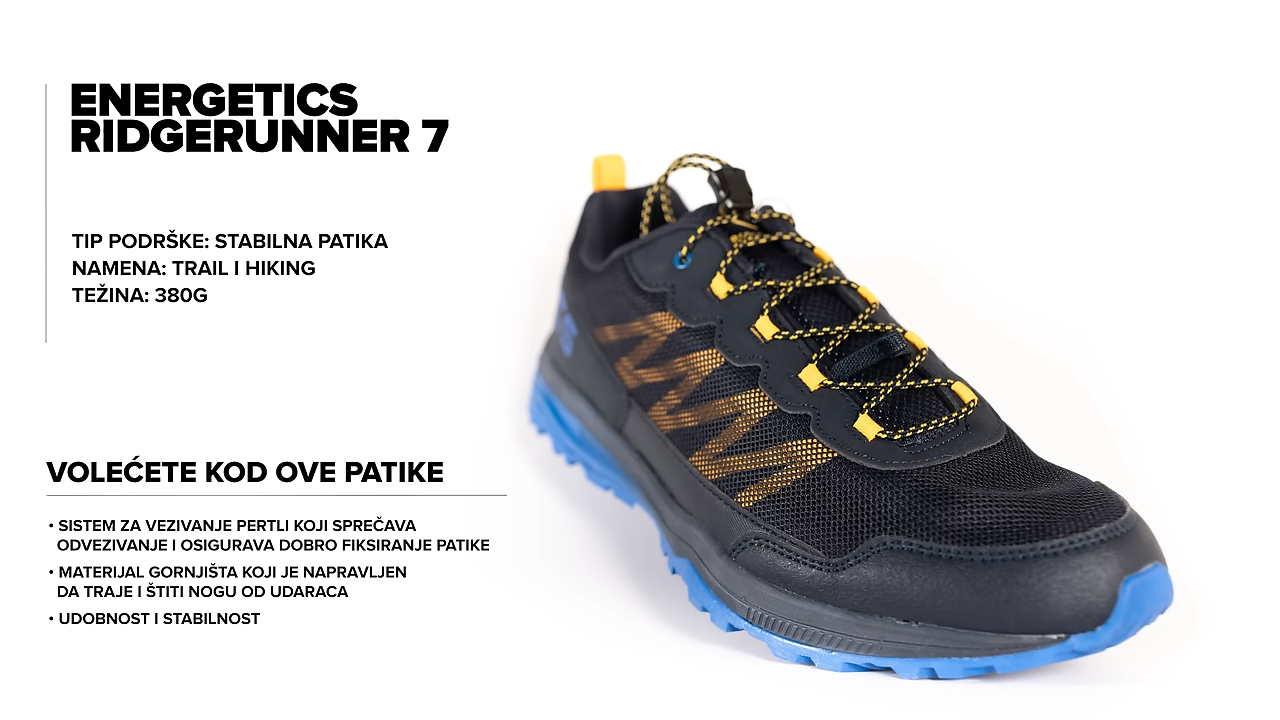 ENERGETICS
RIDGERUNNER 7
TIP PODRŠKE: STABILNA PATIKA
NAMENA: TRAIL I HIKING
TEŽINA: 380G
VOLEĆETE KOD OVE PATIKE
• SISTEM ZA VEZIVANJE PERTLI KOJI SPREČAVA
ODVEZIVANJE I OSIGURAVA DOBRO FIKSIRANJE PATIKE
• MATERIJAL GORNJIŠTA KOJI JE NAPRAVLJEN
DA TRAJE I ŠTITI NOGU OD UDARACA
• UDOBNOST I STABILNOST